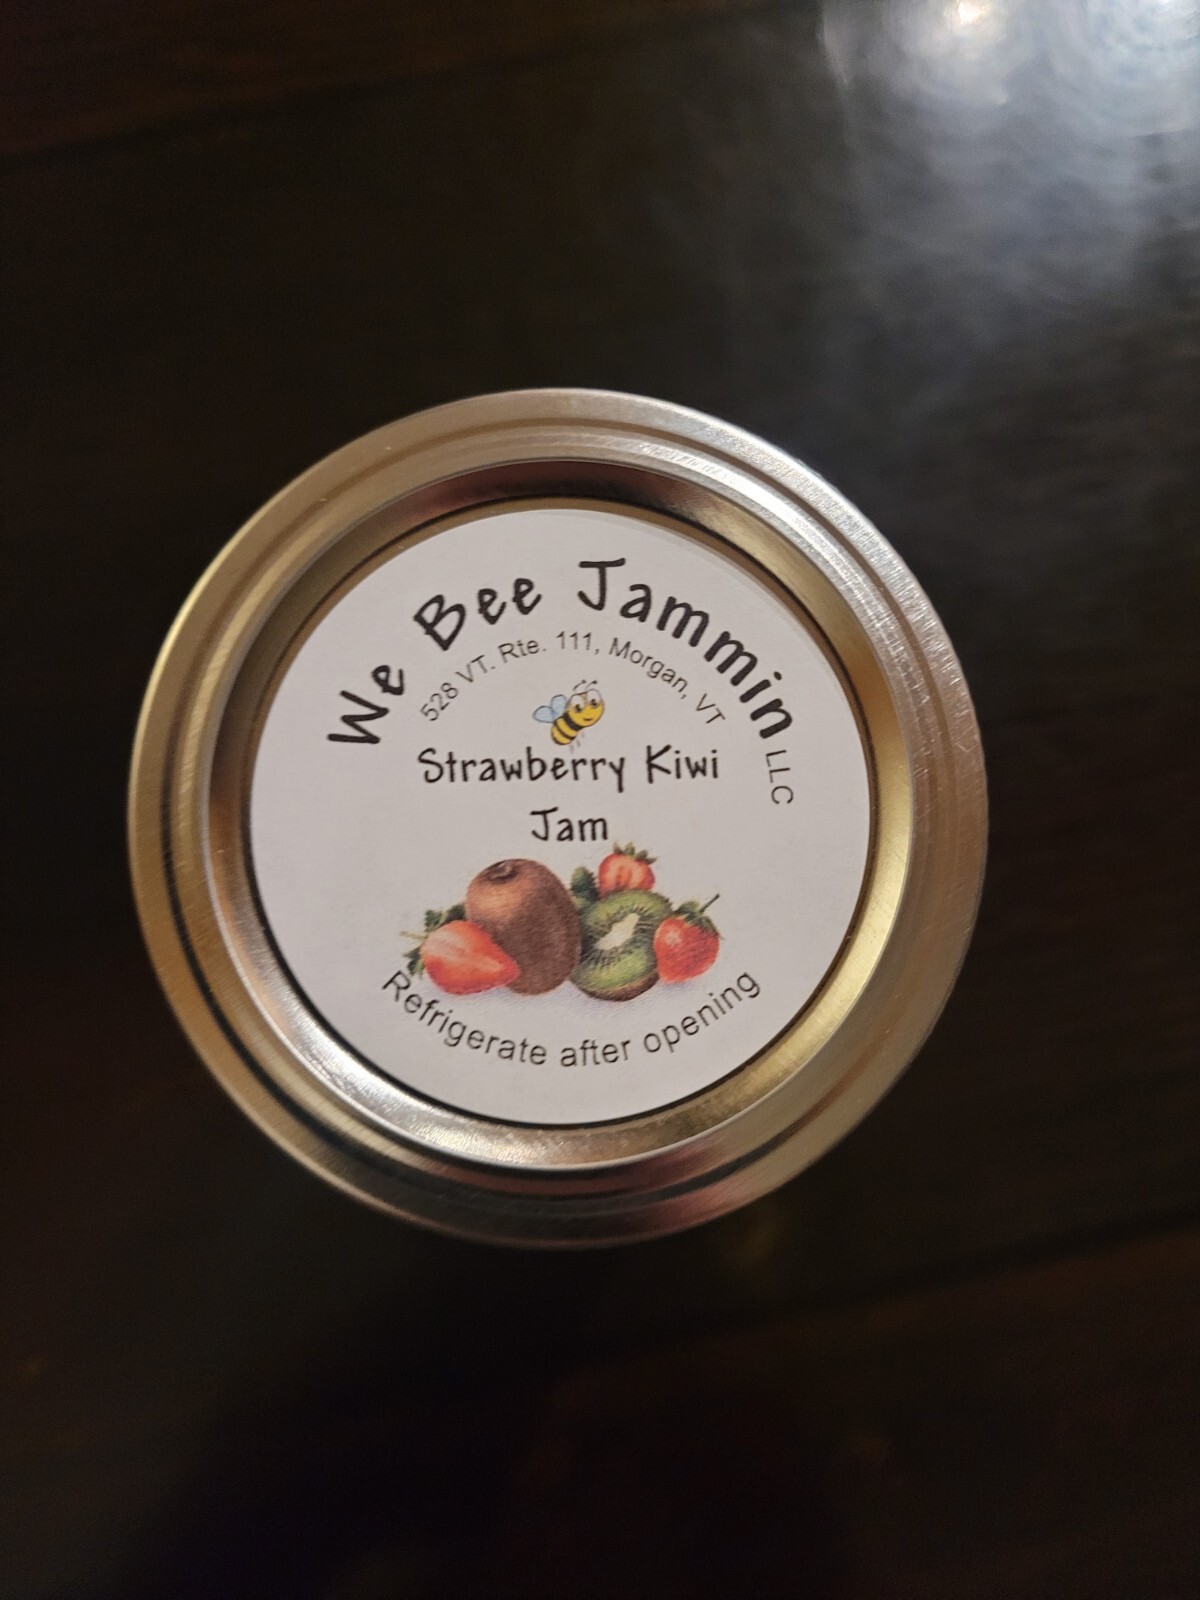 We Bee Jammin LLC
528 VT. Rte. 111, Morgan, VT
Strawberry Kiwi
Jam
Refrigerate after opening